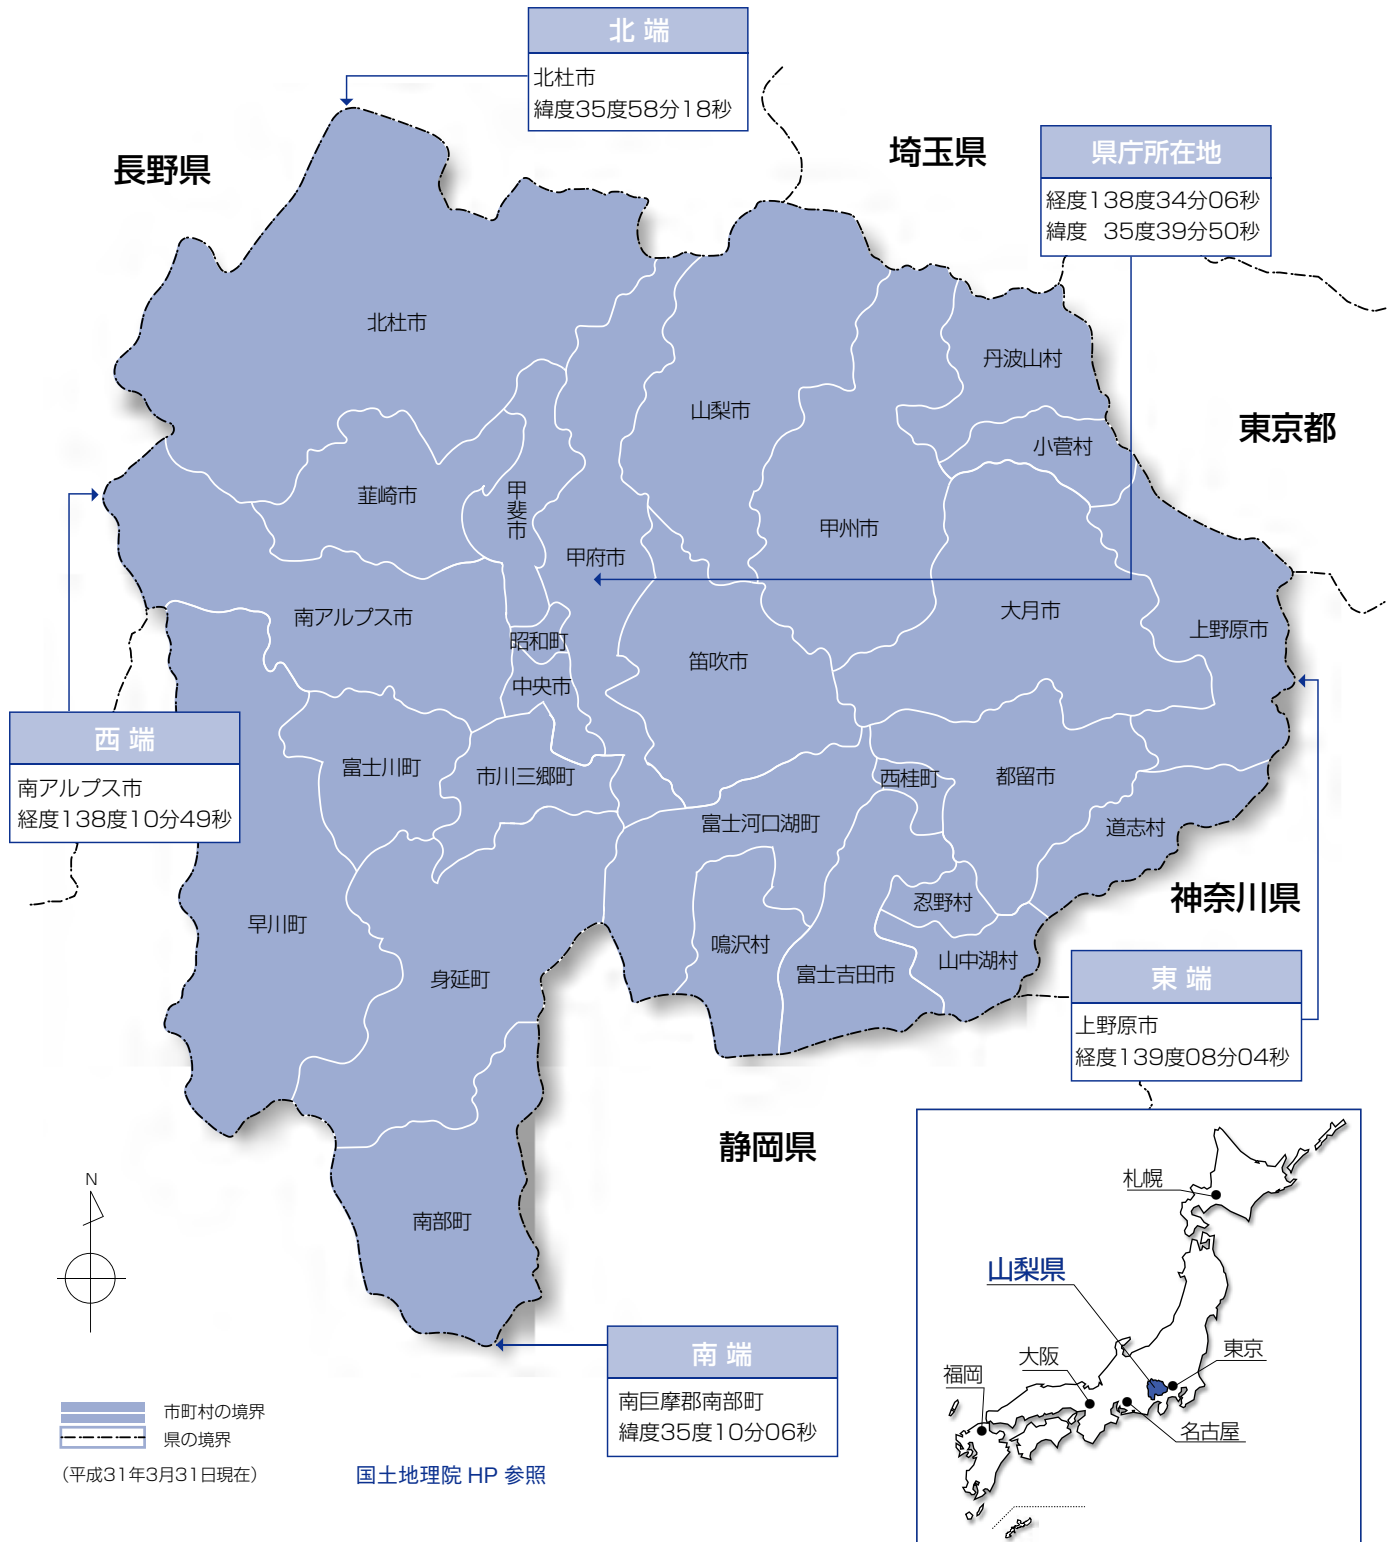 北端
北杜市
緯度35度58分18秒
長野県
埼玉県
県庁所在地
経度138度34分06秒
緯度 35度39分50秒
北杜市
丹波山村
山梨市
東京都
小菅村
韮崎市
甲斐市
甲州市
甲府市
南アルプス市
大月市
上野原市
昭和町
笛吹市
中央市
西端
南アルプス市
経度138度10分49秒
富士川町
市川三郷町
西桂町
都留市
富士河口湖町
道志村
神奈川県
忍野村
早川町
鳴沢村
山中湖村
身延町
富士吉田市
東端
上野原市
経度139度08分04秒
静岡県
N
南部町
南端
南巨摩郡南部町
緯度35度10分06秒
札幌
山梨県
東京
大阪
福岡
名古屋
市町村の境界
県の境界
(平成31年3月31日現在)
国土地理院 HP 参照